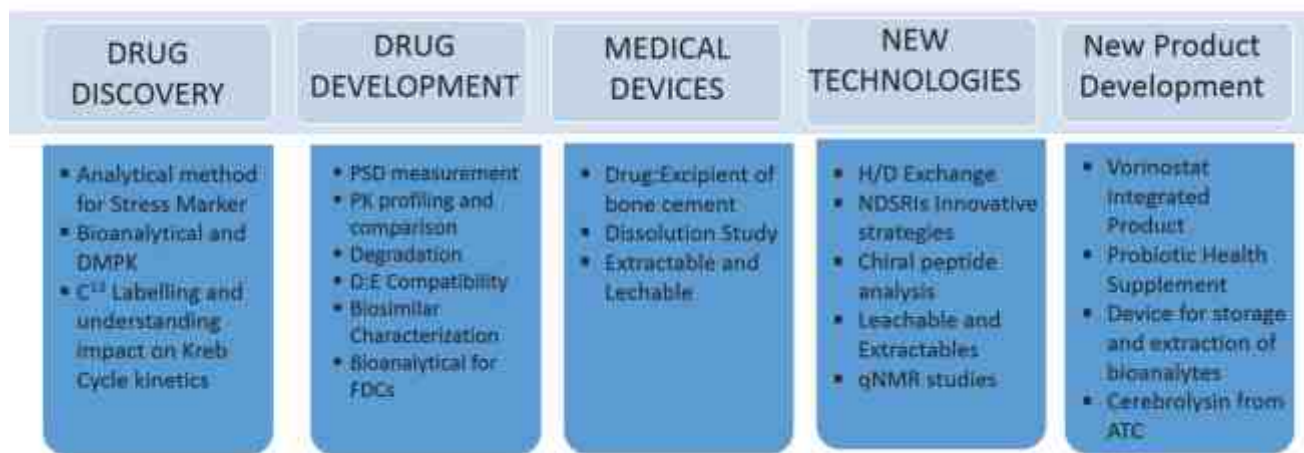 DRUG
DISCOVERY
▪ Analytical method
for Stress Marker
▪ Bioanalytical and
DMPK
▪ C¹³ Labelling and
understanding
impact on Kreb
Cycle kinetics
DRUG
DEVELOPMENT
▪ PSD measurement
▪ PK profiling and
comparison
▪ Degradation
▪ D:E Compatibility
▪ Biosimilar
Characterization
▪ Bioanalytical for
FDCs
MEDICAL
DEVICES
• Drug:Excipient of
bone cement
• Dissolution Study
• Extractable and
Lechable
NEW
TECHNOLOGIES
• H/D Exchange
• NDSRIs Innovative
strategies
• Chiral peptide
analysis
• Leachable and
Extractables
• qNMR studies
New Product
Development
• Vorinostat
Integrated
Product
• Probiotic Health
Supplement
• Device for storage
and extraction of
bioanalytes
• Cerebrolysin from
ATC